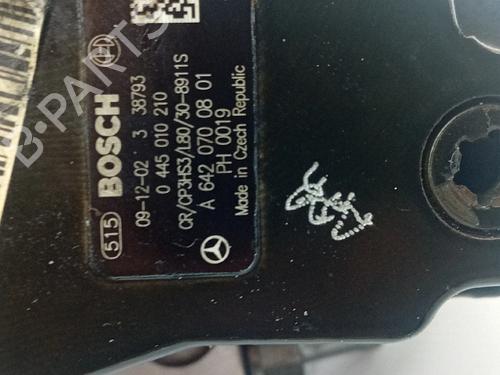 515 BOSCH
09-12-02 3 38793
0 445 010 210
CR/CP3HS3/L80/30-8911S
A 642 070 08 01
PH 0019
Made in Czech Republic
B-PARTS